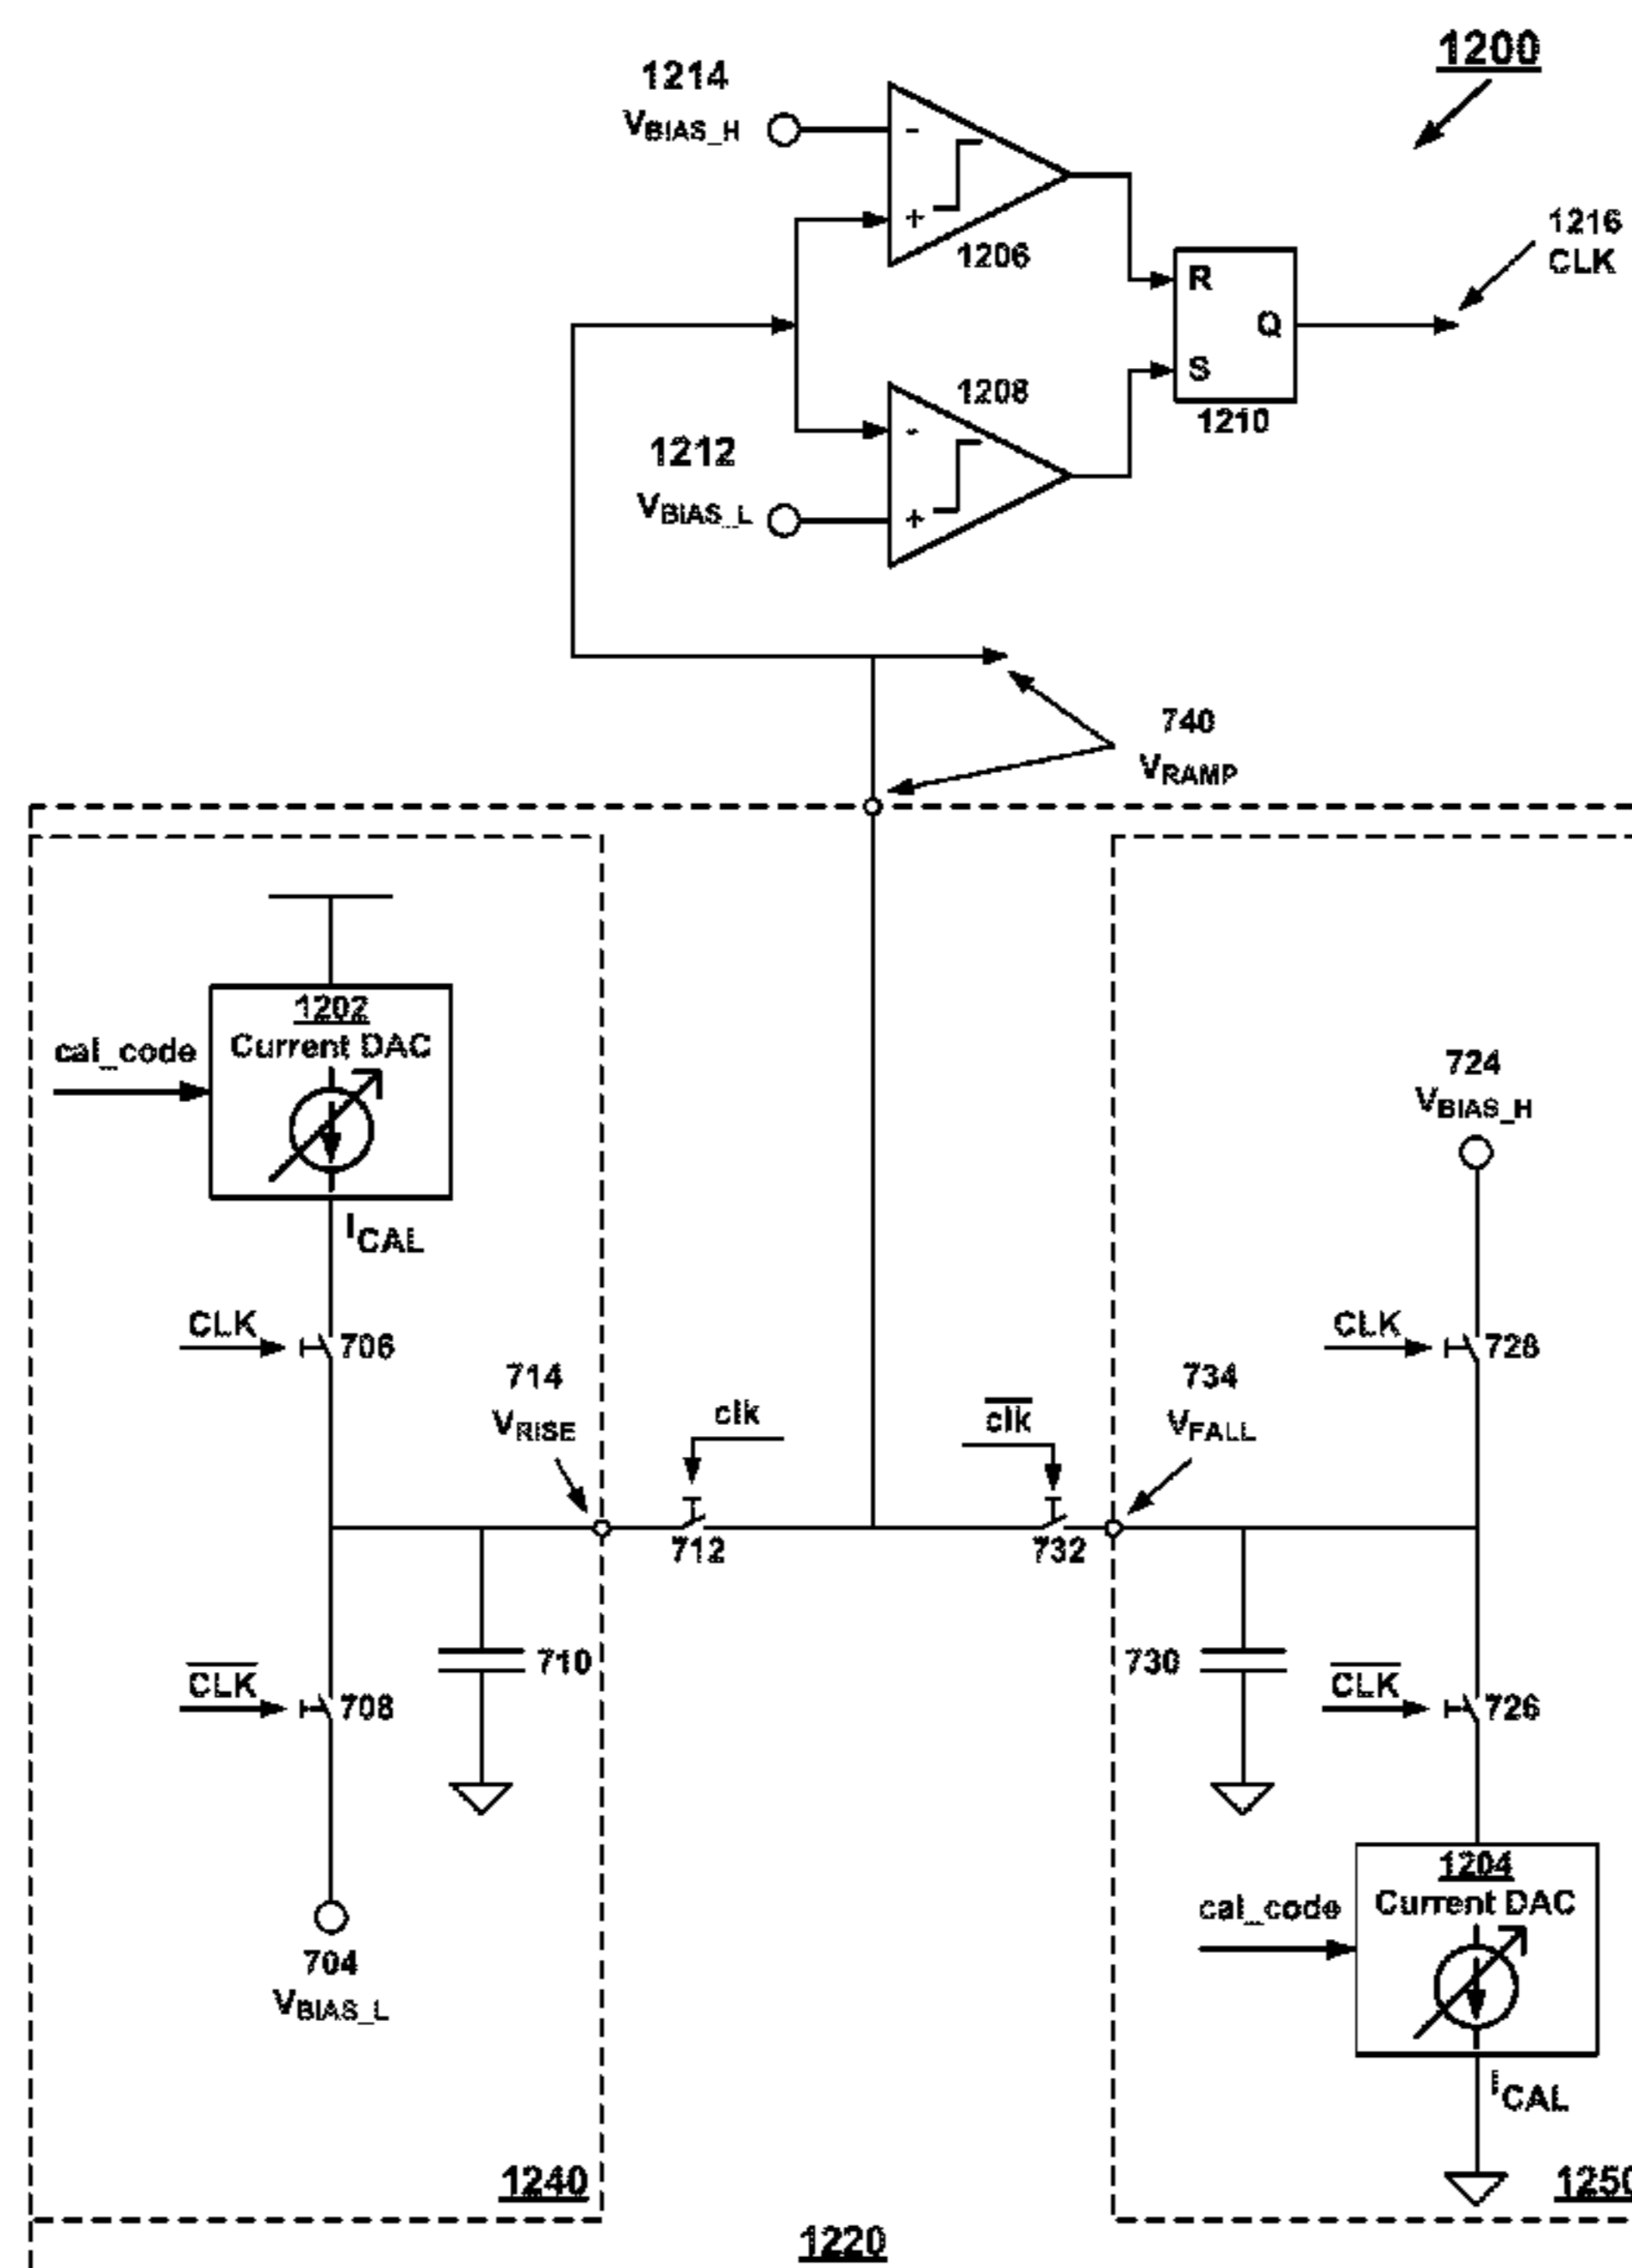 1200
1214
VBIAS_H
-
+
1206
1216
CLK
R
Q
S
1210
1208
1212
VBIAS_L
-
+
740
VRAMP
1202
Current DAC
cal_code
ICAL
724
VBIAS_H
CLK
706
714
VRISE
clk
clk
734
VFALL
CLK
728
712
732
CLK
708
710
730
CLK
726
704
VBIAS_L
1204
Current DAC
cal_code
ICAL
1240
1250
1220